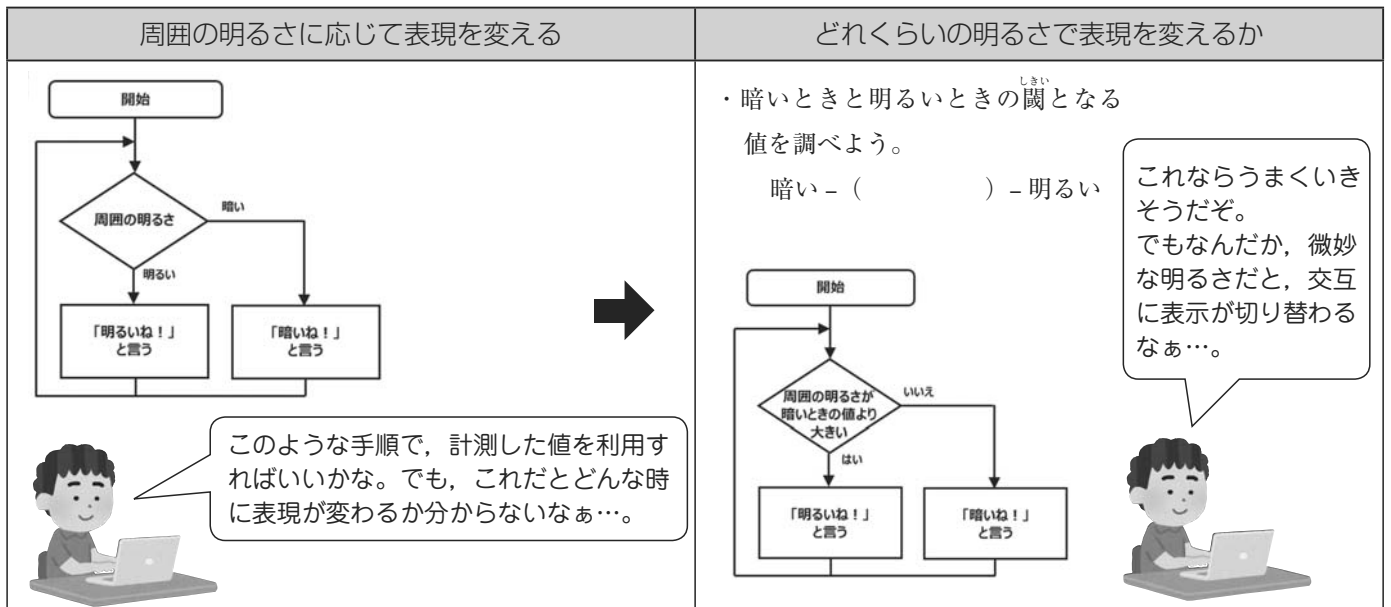 周囲の明るさに応じて表現を変える
開始
周囲の明るさ
暗い
明るい
「明るいね！」
と言う
「暗いね！」
と言う
このような手順で，計測した値を利用す
ればいいかな。でも，これだとどんな時
に表現が変わるか分からないなぁ…。
どれくらいの明るさで表現を変えるか
・暗いときと明るいときの閾となる
しきい
値を調べよう。
暗い－（　　　　　）－明るい
これならうまくいき
そうだぞ。
でもなんだか，微妙
な明るさだと，交互
に表示が切り替わる
なぁ…。
開始
周囲の明るさが
暗いときの値より
大きい
いいえ
はい
「明るいね！」
と言う
「暗いね！」
と言う